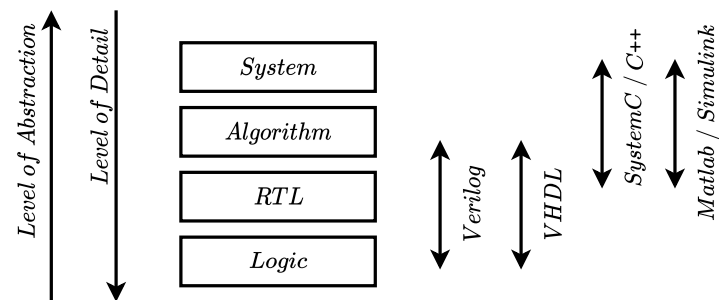 Level of Abstraction
Level of Detail
System
Algorithm
RTL
Logic
Verilog
VHDL
SystemC / C++
Matlab / Simulink